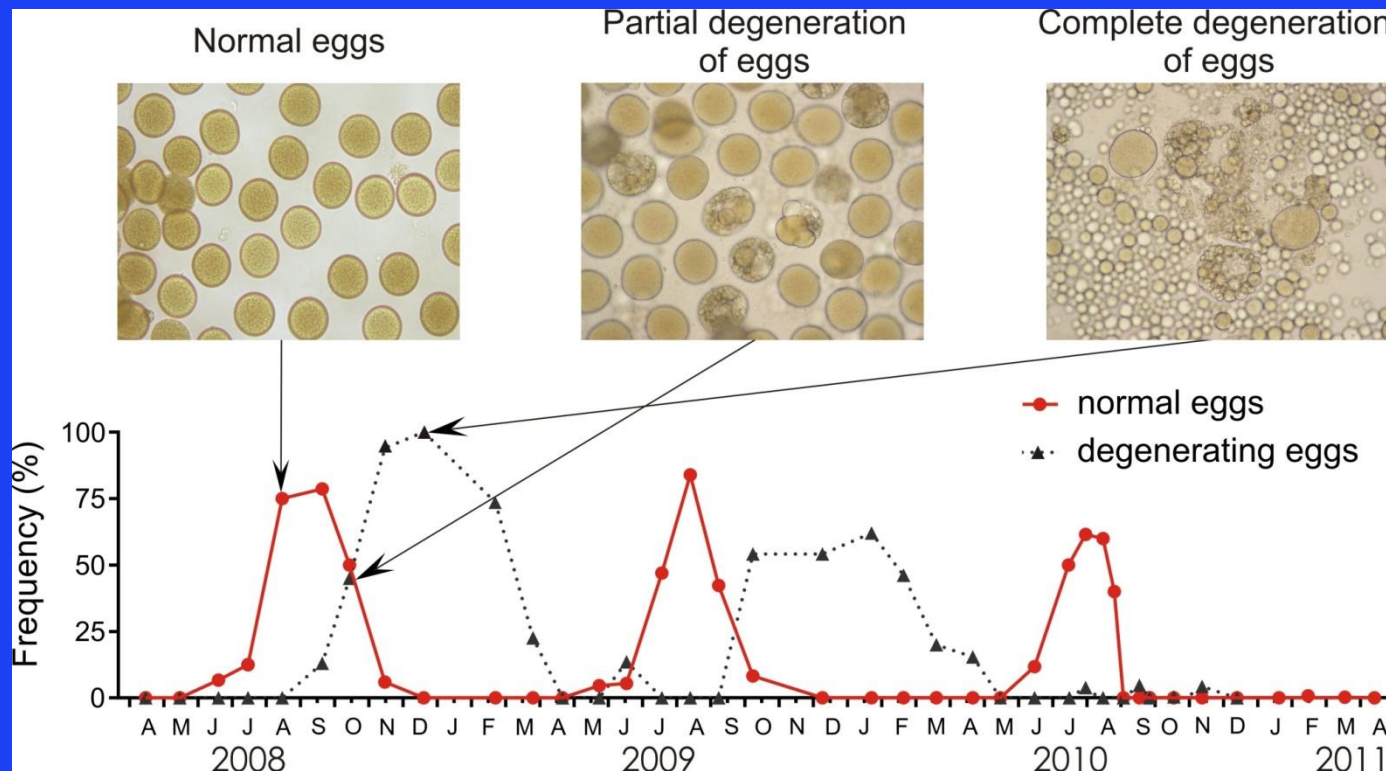 Normal eggs
Partial degeneration
of eggs
Complete degeneration
of eggs
normal eggs
degenerating eggs
Frequency (%)
100
75
50
25
0
A M J J A S O N D J F M A M J J A S O N D J F M A M J J A S O N D J F M A
2008 2009 2010 2011